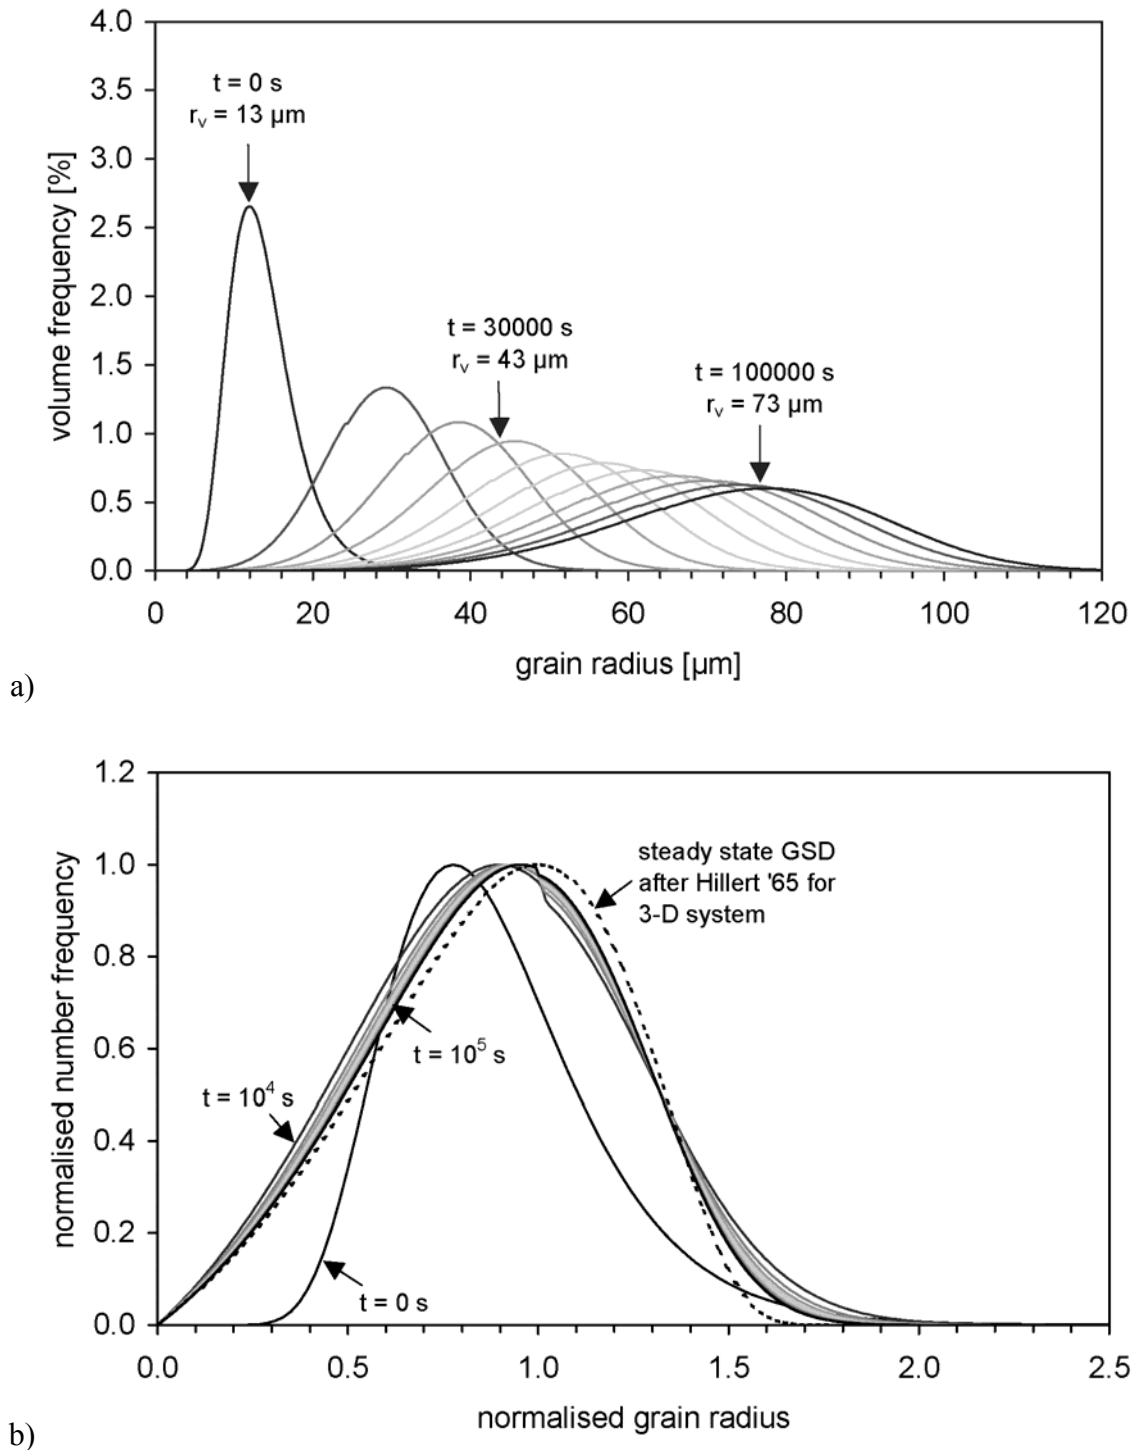 4.0
3.5
3.0
2.5
2.0
1.5
1.0
0.5
0.0
volume frequency [%]
t = 0 s
rᵥ = 13 µm
t = 30000 s
rᵥ = 43 µm
t = 100000 s
rᵥ = 73 µm
0 20 40 60 80 100 120
grain radius [µm]
a)
1.2
1.0
0.8
0.6
0.4
0.2
0.0
normalised number frequency
steady state GSD
after Hillert '65 for
3-D system
t = 10⁵ s
t = 10⁴ s
t = 0 s
0.0 0.5 1.0 1.5 2.0 2.5
normalised grain radius
b)